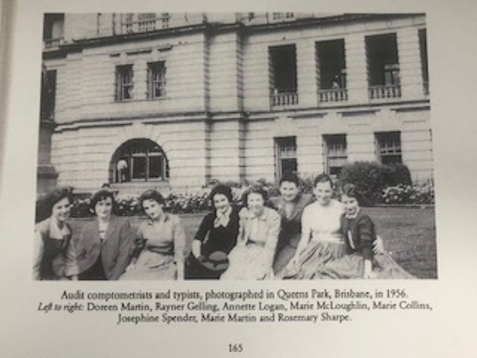 Audit comptometrists and typists, photographed in Queens Park, Brisbane, in 1956.
Left to right: Doreen Martin, Rayner Gelling, Annette Logan, Marie McLoughlin, Marie Collins,
Josephine Spender, Marie Martin and Rosemary Sharpe.
165